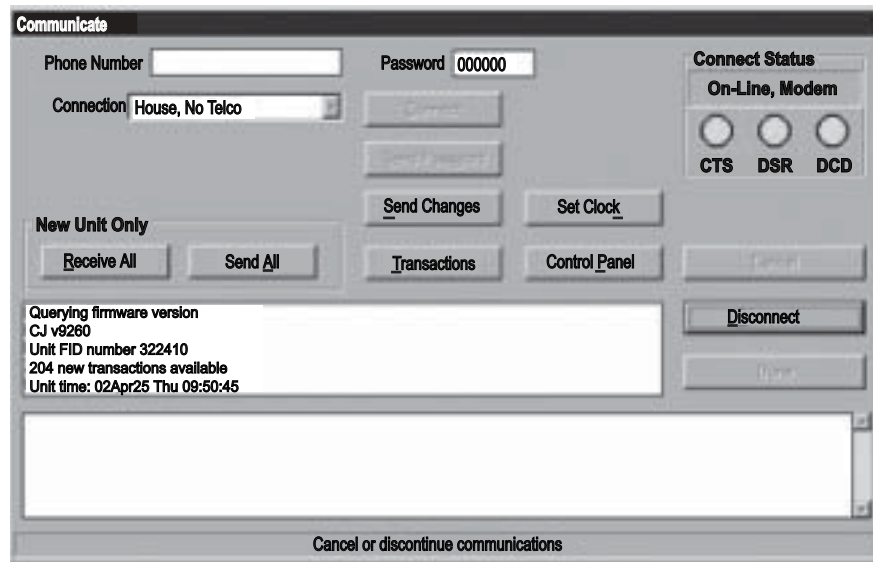 Communicate
Phone Number
Password 000000
Connect Status
On-Line, Modem
Connection House, No Telco
CTS DSR DCD
Send Changes
Set Clock
New Unit Only
Receive All
Send All
Transactions
Control Panel
Querying firmware version
CJ v9260
Unit FID number 322410
204 new transactions available
Unit time: 02Apr25 Thu 09:50:45
Disconnect
Cancel or discontinue communications